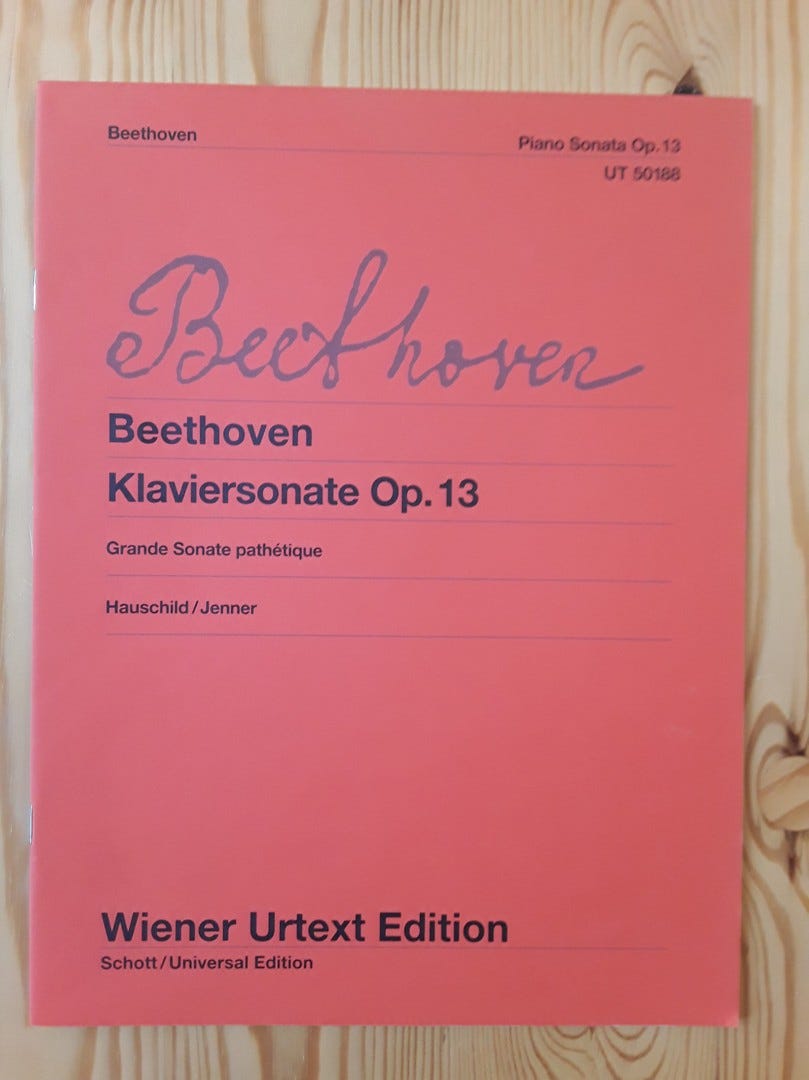 Beethoven
Piano Sonata Op. 13
UT 50188
Beethoven
Beethoven
Klaviersonate Op. 13
Grande Sonate pathétique
Hauschild / Jenner
Wiener Urtext Edition
Schott / Universal Edition